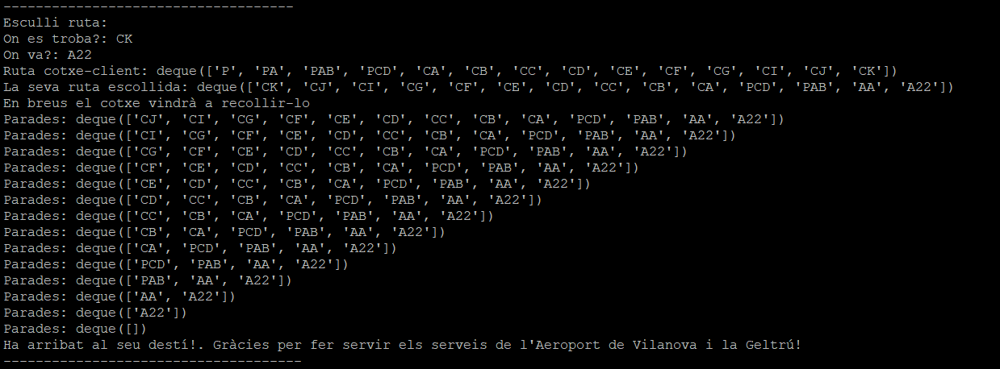 ------------------------------------
Esculli ruta:
On es troba?: CK
On va?: A22
Ruta cotxe-client: deque(['P', 'PA', 'PAB', 'PCD', 'CA', 'CB', 'CC', 'CD', 'CE', 'CF', 'CG', 'CI', 'CJ', 'CK'])
La seva ruta escollida: deque(['CK', 'CJ', 'CI', 'CG', 'CF', 'CE', 'CD', 'CC', 'CB', 'CA', 'PCD', 'PAB', 'AA', 'A22'])
En breus el cotxe vindrà a recollir-lo
Parades: deque(['CJ', 'CI', 'CG', 'CF', 'CE', 'CD', 'CC', 'CB', 'CA', 'PCD', 'PAB', 'AA', 'A22'])
Parades: deque(['CI', 'CG', 'CF', 'CE', 'CD', 'CC', 'CB', 'CA', 'PCD', 'PAB', 'AA', 'A22'])
Parades: deque(['CG', 'CF', 'CE', 'CD', 'CC', 'CB', 'CA', 'PCD', 'PAB', 'AA', 'A22'])
Parades: deque(['CF', 'CE', 'CD', 'CC', 'CB', 'CA', 'PCD', 'PAB', 'AA', 'A22'])
Parades: deque(['CE', 'CD', 'CC', 'CB', 'CA', 'PCD', 'PAB', 'AA', 'A22'])
Parades: deque(['CD', 'CC', 'CB', 'CA', 'PCD', 'PAB', 'AA', 'A22'])
Parades: deque(['CC', 'CB', 'CA', 'PCD', 'PAB', 'AA', 'A22'])
Parades: deque(['CB', 'CA', 'PCD', 'PAB', 'AA', 'A22'])
Parades: deque(['CA', 'PCD', 'PAB', 'AA', 'A22'])
Parades: deque(['PCD', 'PAB', 'AA', 'A22'])
Parades: deque(['PAB', 'AA', 'A22'])
Parades: deque(['AA', 'A22'])
Parades: deque(['A22'])
Parades: deque([])
Ha arribat al seu destí!. Gràcies per fer servir els serveis de l'Aeroport de Vilanova i la Geltrú!
-------------------------------------